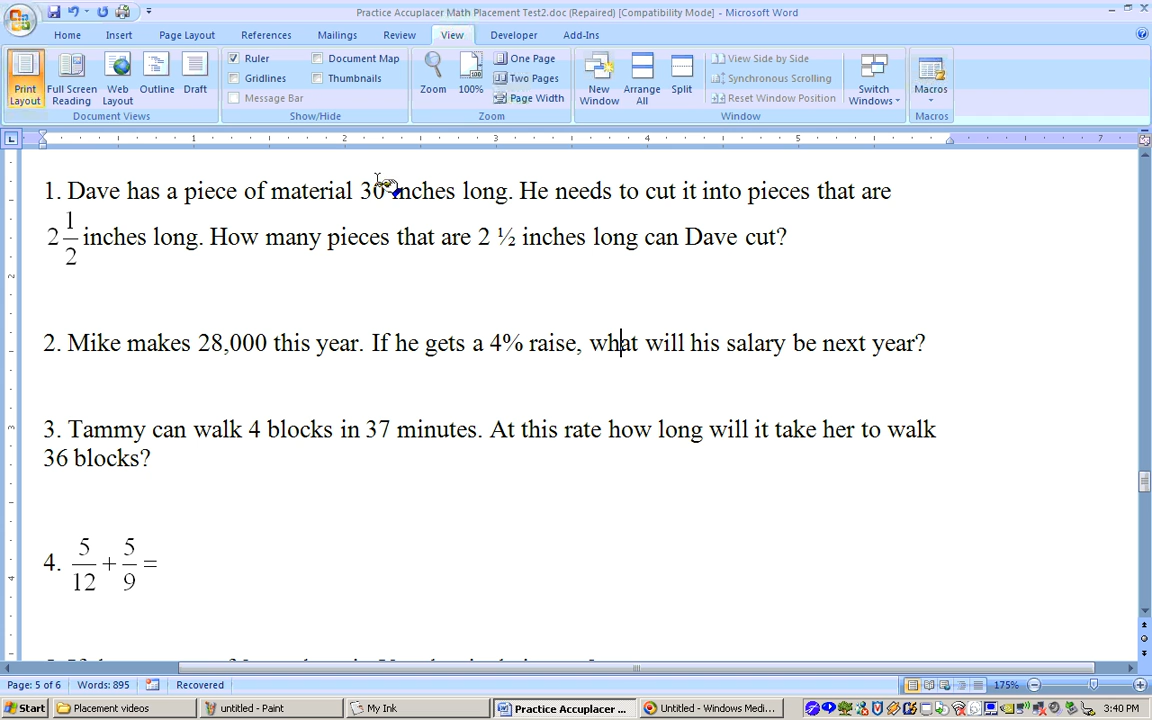 Practice Accuplacer Math Placement Test2.doc (Repaired) [Compatibility Mode] - Microsoft Word
Home Insert Page Layout References Mailings Review View Developer Add-Ins
Ruler Document Map One Page View Side by Side
Gridlines Thumbnails Two Pages Synchronous Scrolling
Message Bar Page Width Reset Window Position
Print Layout Full Screen Reading Web Layout Outline Draft Zoom 100% New Window Arrange All Split Switch Windows Macros
Document Views Show/Hide Zoom Window Macros
1 2 3 4 5 7
1. Dave has a piece of material 30 inches long. He needs to cut it into pieces that are
2 1/2 inches long. How many pieces that are 2 ½ inches long can Dave cut?
2. Mike makes 28,000 this year. If he gets a 4% raise, what will his salary be next year?
3. Tammy can walk 4 blocks in 37 minutes. At this rate how long will it take her to walk
36 blocks?
4. 5/12 + 5/9 =
Page: 5 of 6 Words: 895 Recovered 175%
Start Placement videos untitled - Paint My Ink Practice Accuplacer ... Untitled - Windows Medi... 3:40 PM